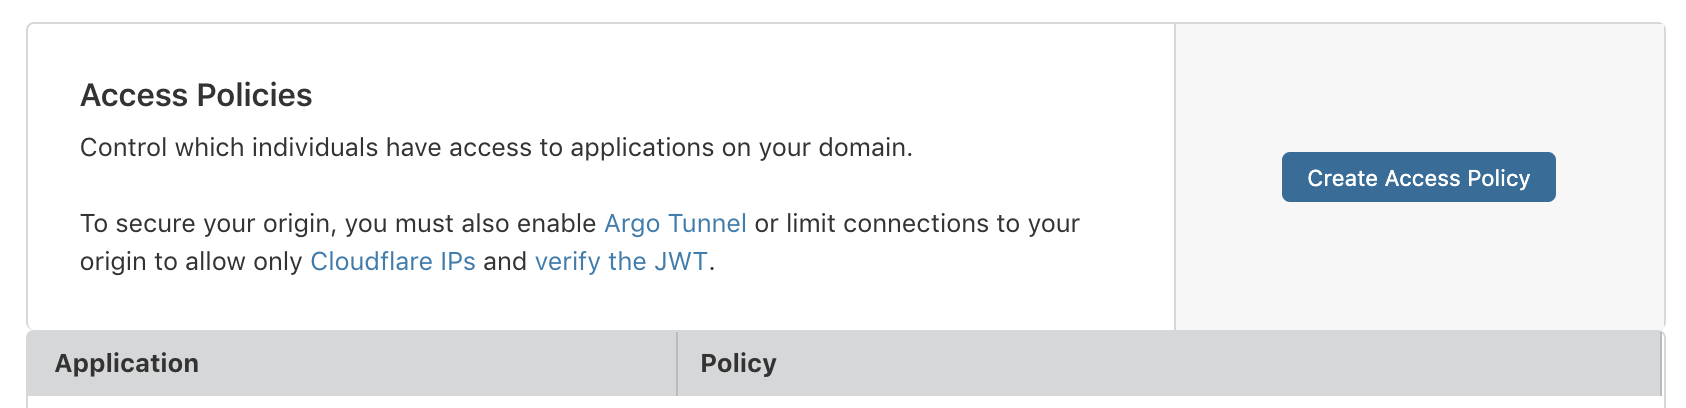 Access Policies
Control which individuals have access to applications on your domain.
To secure your origin, you must also enable Argo Tunnel or limit connections to your
origin to allow only Cloudflare IPs and verify the JWT.
Create Access Policy
Application
Policy